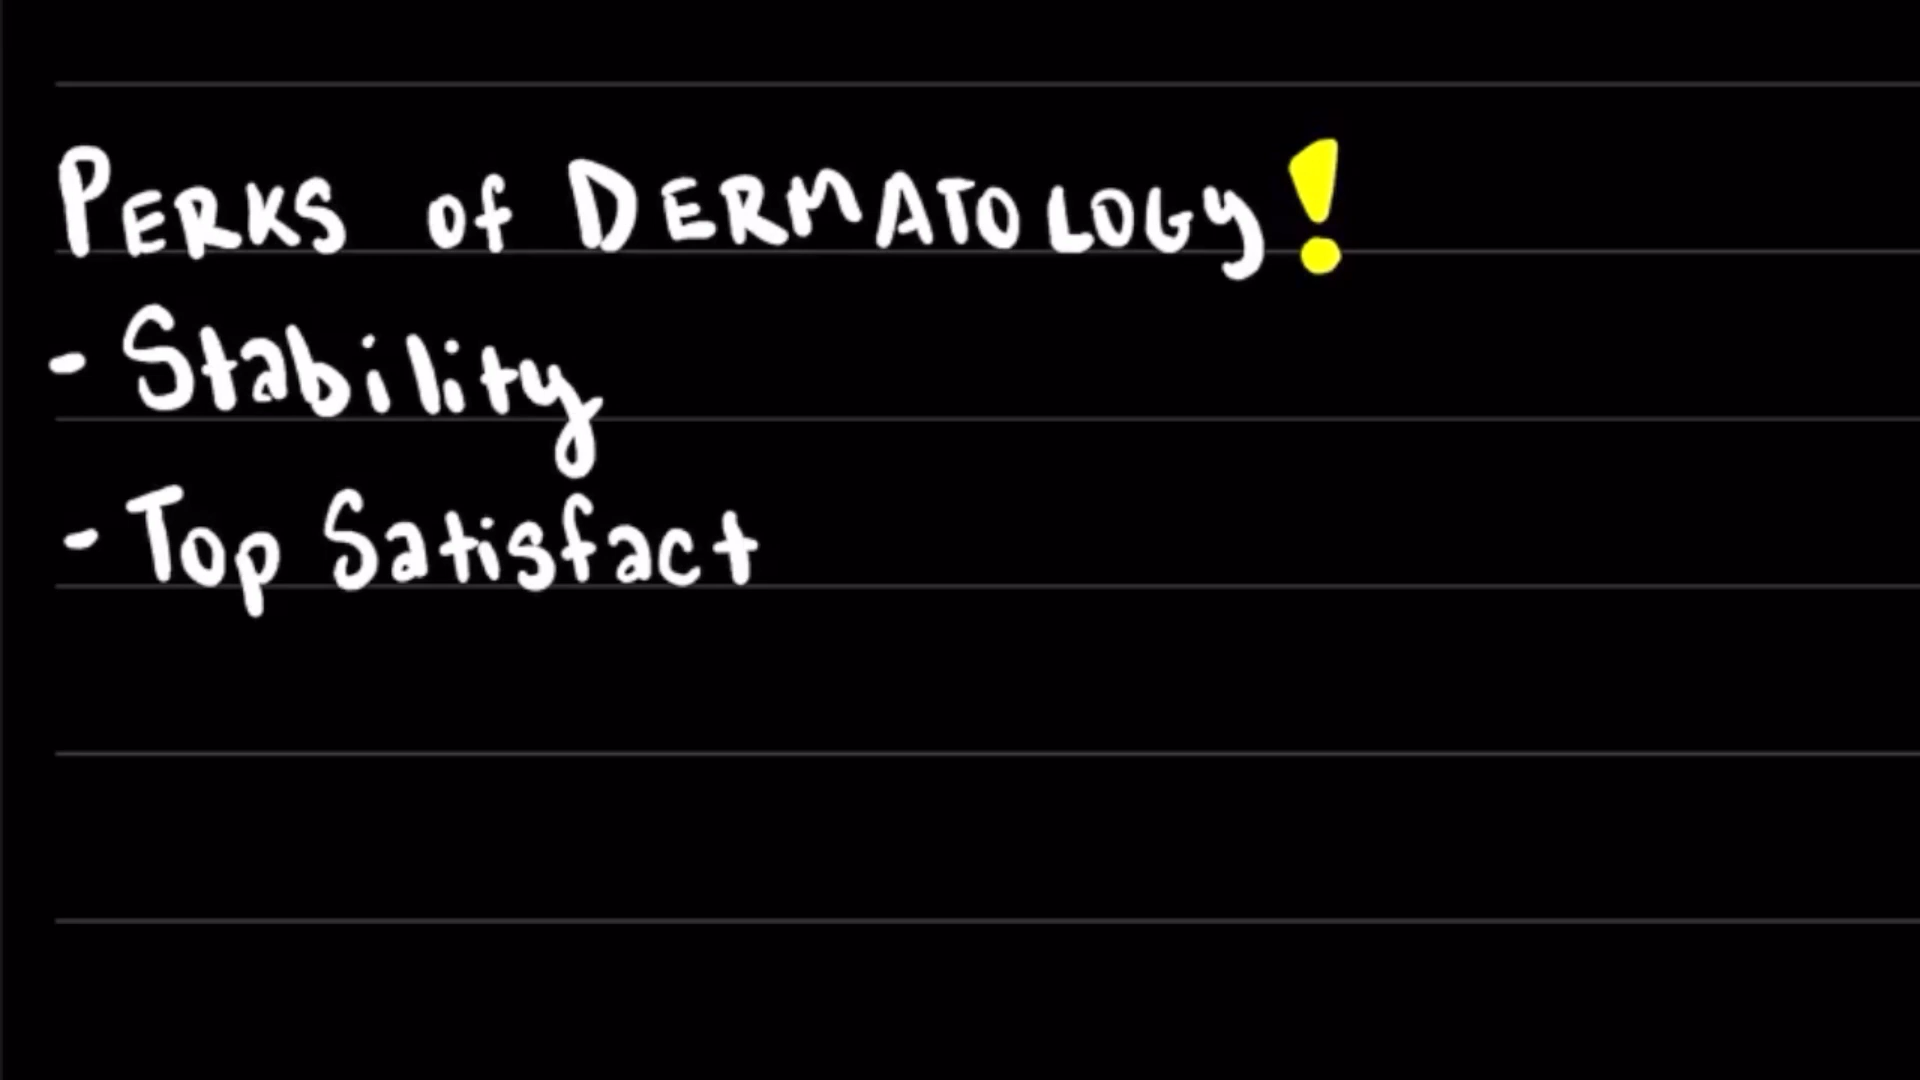 PERKS of DERMATOLOGY!
- Stability
- Top Satisfact